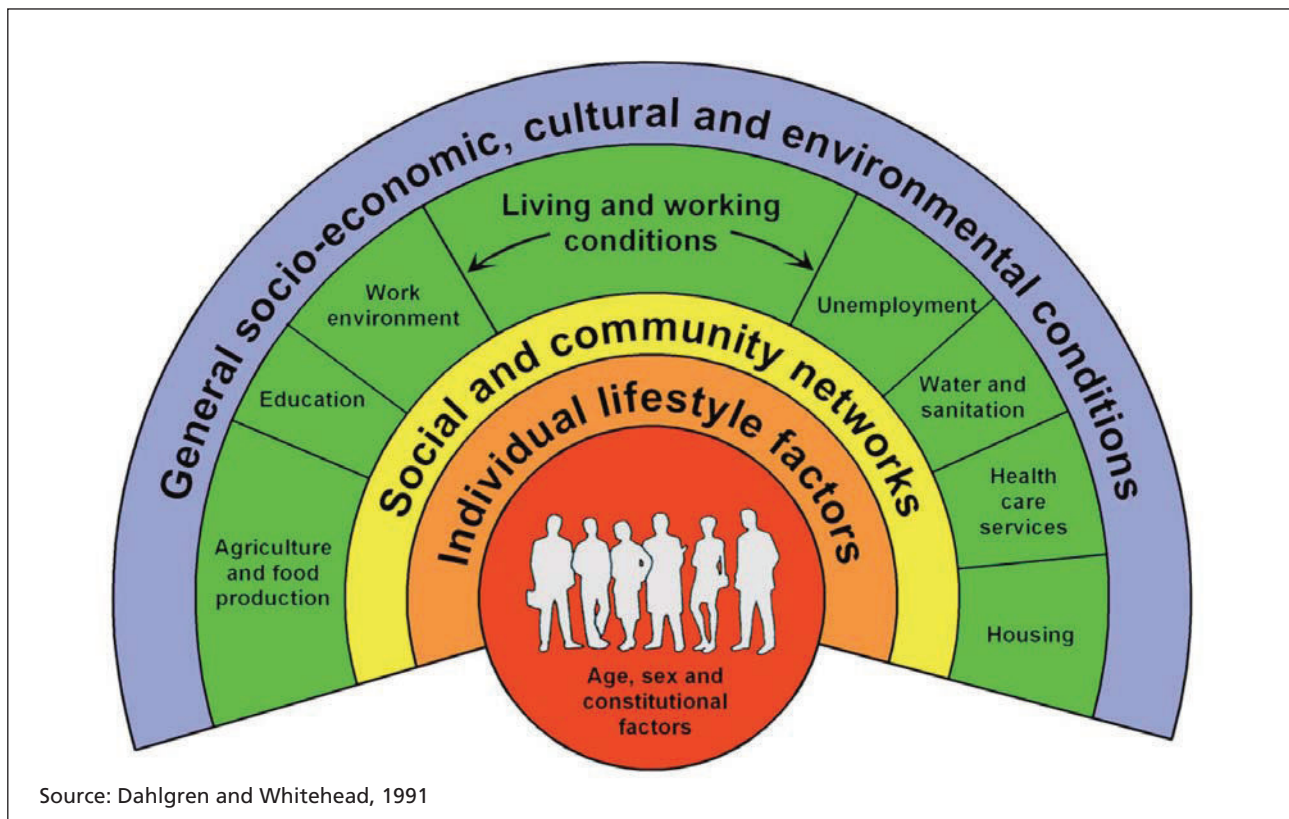 General socio-economic, cultural and environmental conditions
Living and working
conditions
Work
environment
Education
Agriculture
and food
production
Unemployment
Water and
sanitation
Health
care
services
Housing
Social and community networks
Individual lifestyle factors
Age, sex and
constitutional
factors
Source: Dahlgren and Whitehead, 1991